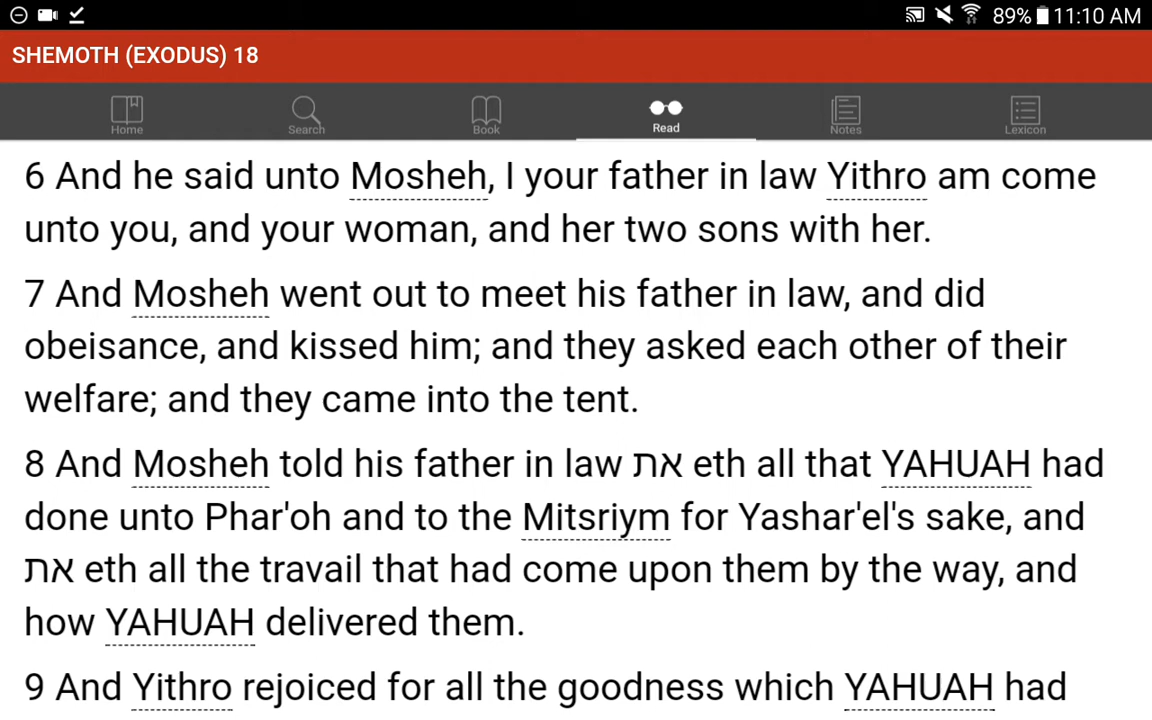 89% 11:10 AM
SHEMOTH (EXODUS) 18
Home Search Book Read Notes Lexicon
6 And he said unto Mosheh, I your father in law Yithro am come
unto you, and your woman, and her two sons with her.
7 And Mosheh went out to meet his father in law, and did
obeisance, and kissed him; and they asked each other of their
welfare; and they came into the tent.
8 And Mosheh told his father in law את eth all that YAHUAH had
done unto Phar'oh and to the Mitsriym for Yashar'el's sake, and
את eth all the travail that had come upon them by the way, and
how YAHUAH delivered them.
9 And Yithro rejoiced for all the goodness which YAHUAH had